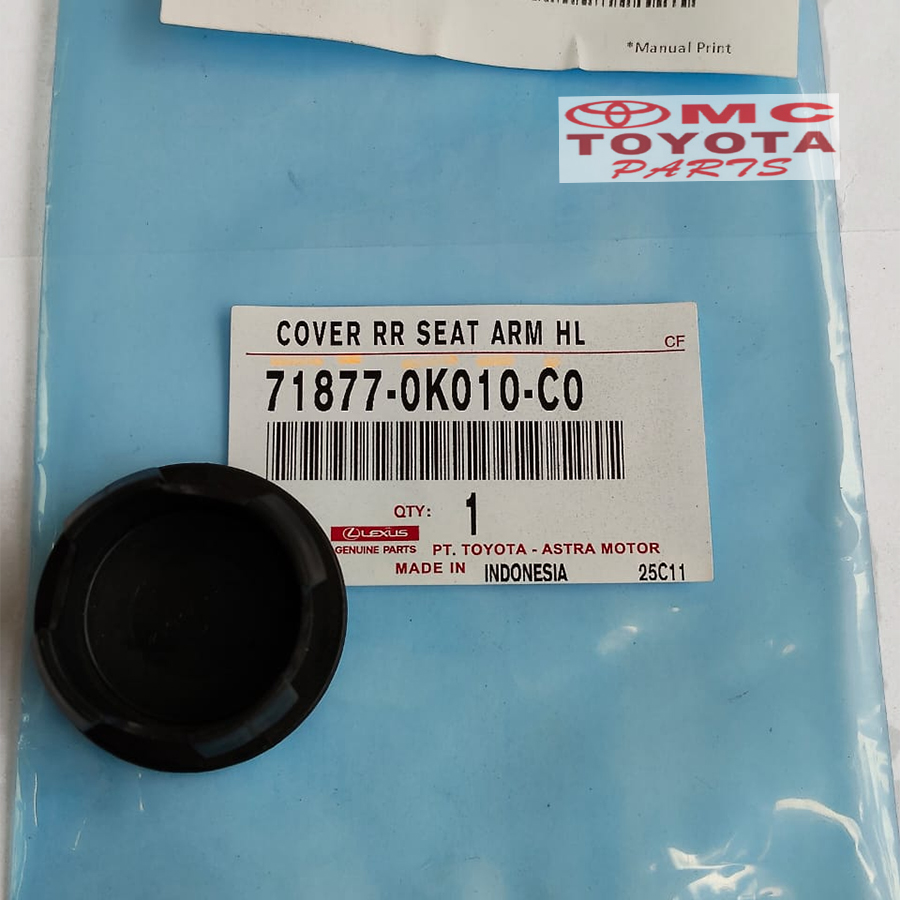 *Manual Print
MC
TOYOTA
PARTS
COVER RR SEAT ARM HL
CF
71877-0K010-C0
QTY: 1
LEXUS
GENUINE PARTS PT. TOYOTA - ASTRA MOTOR
MADE IN INDONESIA 25C11